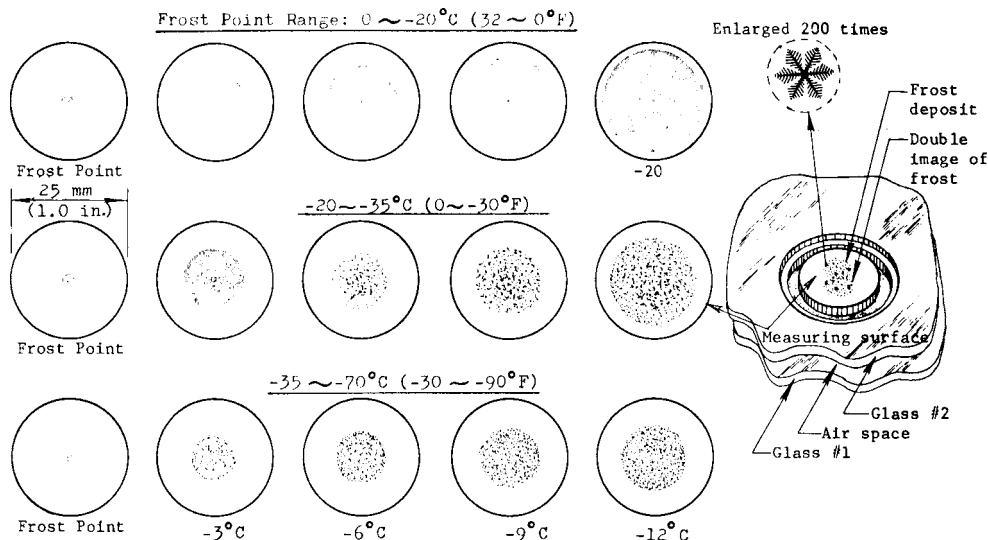 Frost Point Range: 0 ~ -20°C (32 ~ 0°F)
Enlarged 200 times
Frost deposit
Double image of frost
Frost Point
-20
25 mm
(1.0 in.)
-20 ~ -35°C (0 ~ -30°F)
Frost Point
Measuring surface
-35 ~ -70°C (-30 ~ -90°F)
Glass #2
Air space
Glass #1
Frost Point
-3°C
-6°C
-9°C
-12°C